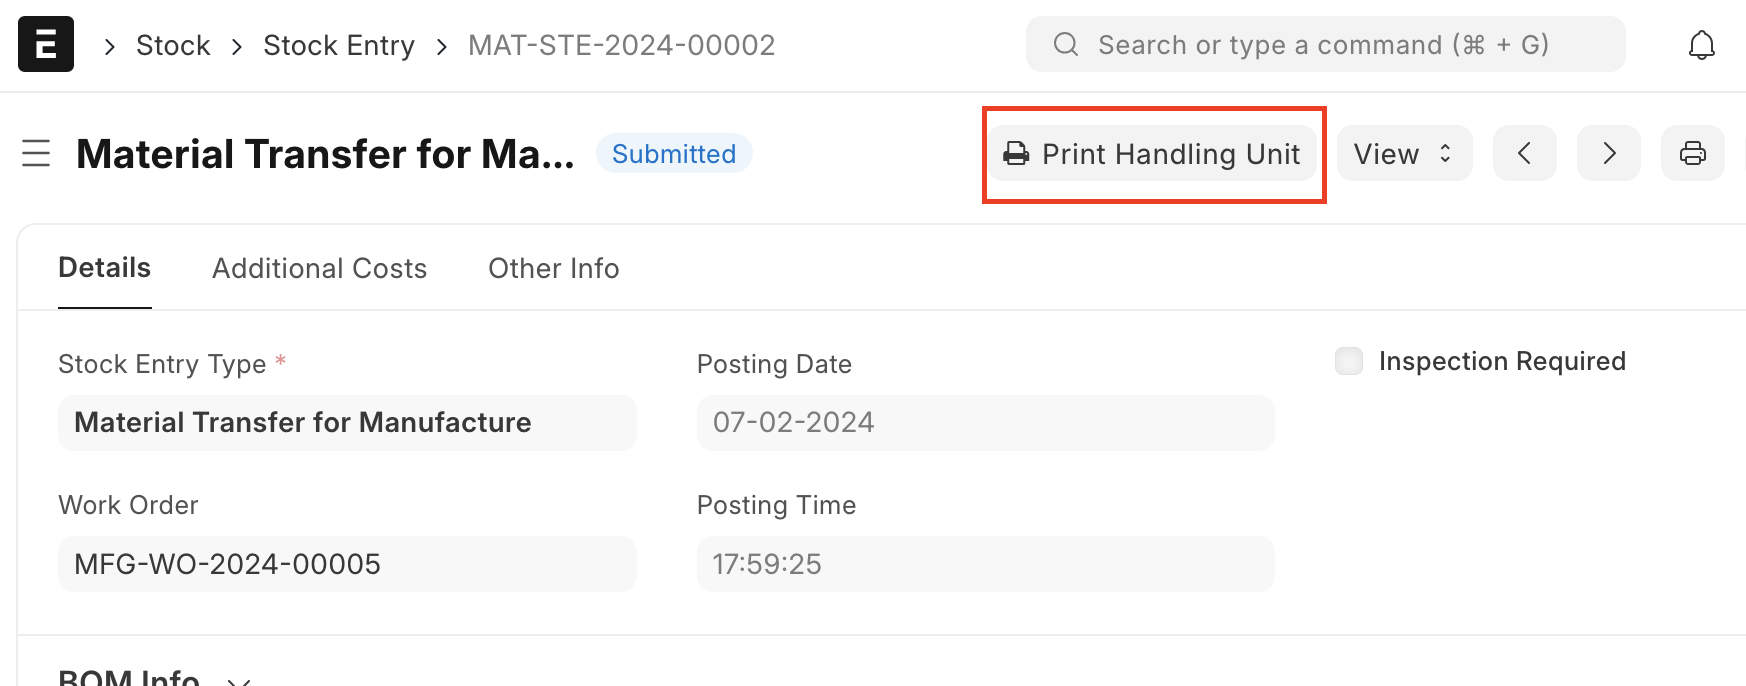 E
Stock
Stock Entry
MAT-STE-2024-00002
Search or type a command (⌘ + G)
Material Transfer for Ma...
Submitted
Print Handling Unit
View
Details
Additional Costs
Other Info
Stock Entry Type *
Posting Date
Inspection Required
Material Transfer for Manufacture
07-02-2024
Work Order
Posting Time
MFG-WO-2024-00005
17:59:25
BOM Info